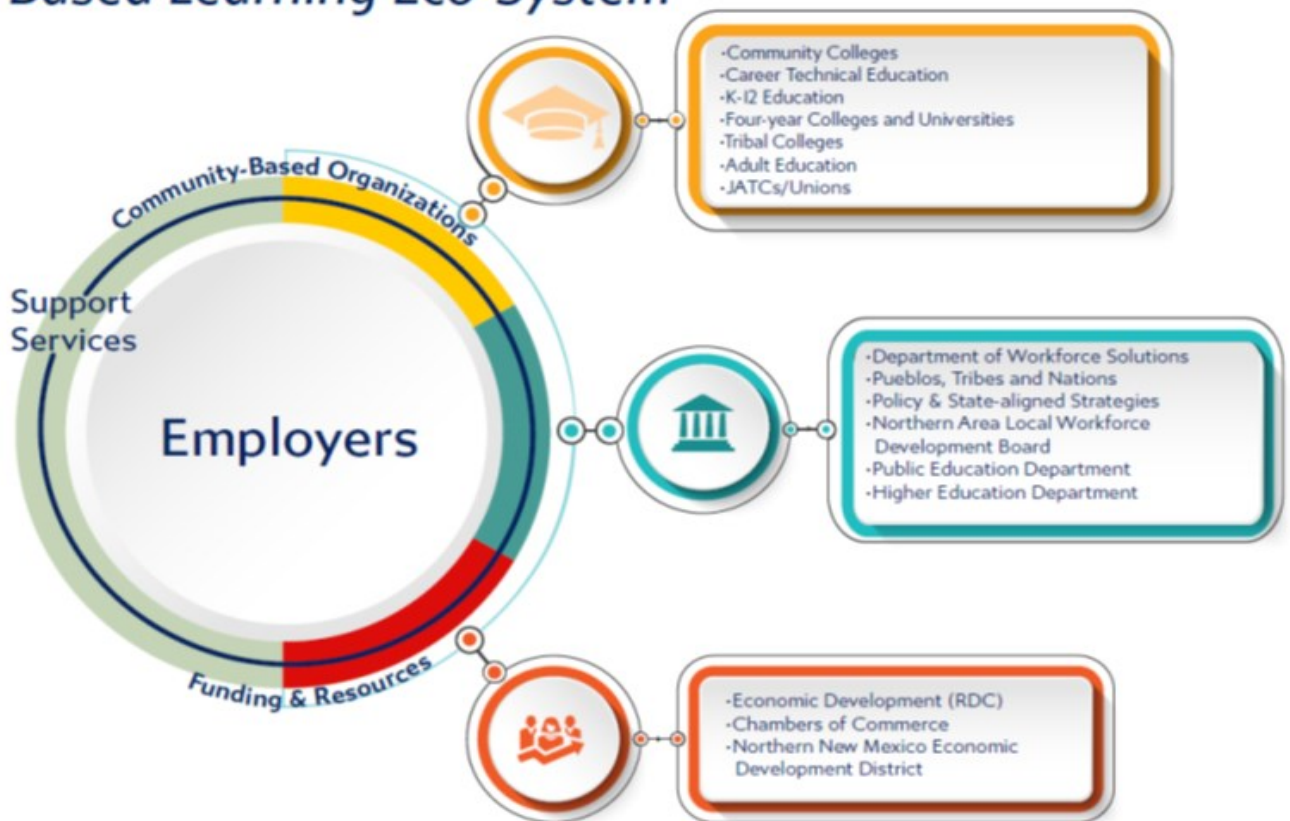 Based Learning Eco-System
·Community Colleges
·Career Technical Education
·K-12 Education
·Four-year Colleges and Universities
·Tribal Colleges
·Adult Education
·JATCs/Unions
Community-Based Organizations
Support
Services
Employers
·Department of Workforce Solutions
·Pueblos, Tribes and Nations
·Policy & State-aligned Strategies
·Northern Area Local Workforce
Development Board
·Public Education Department
·Higher Education Department
Funding & Resources
·Economic Development (RDC)
·Chambers of Commerce
·Northern New Mexico Economic
Development District